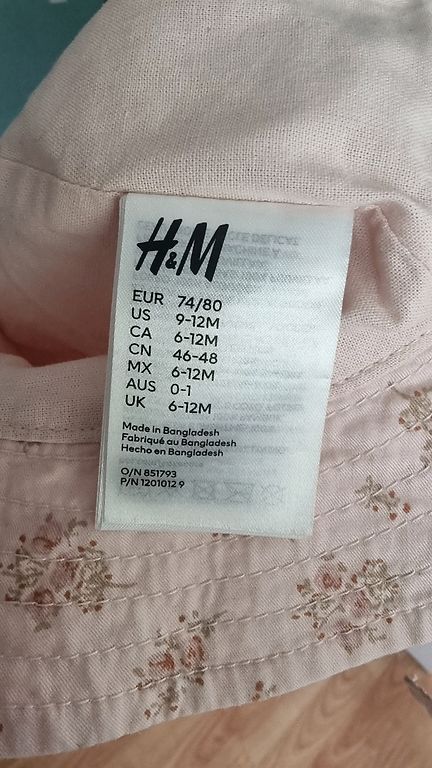 H&M
EUR 74/80
US 9-12M
CA 6-12M
CN 46-48
MX 6-12M
AUS 0-1
UK 6-12M
Made in Bangladesh
Fabriqué au Bangladesh
Hecho en Bangladesh
O/N 851793
P/N 1201012 9